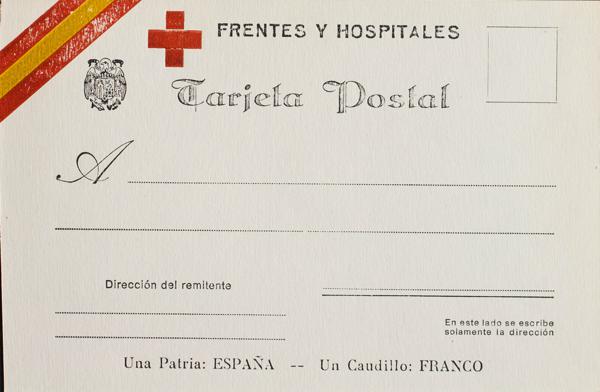 FRENTES Y HOSPITALES
Tarjeta Postal
A
Dirección del remitente
En este lado se escribe
solamente la dirección
Una Patria: ESPAÑA -- Un Caudillo: FRANCO